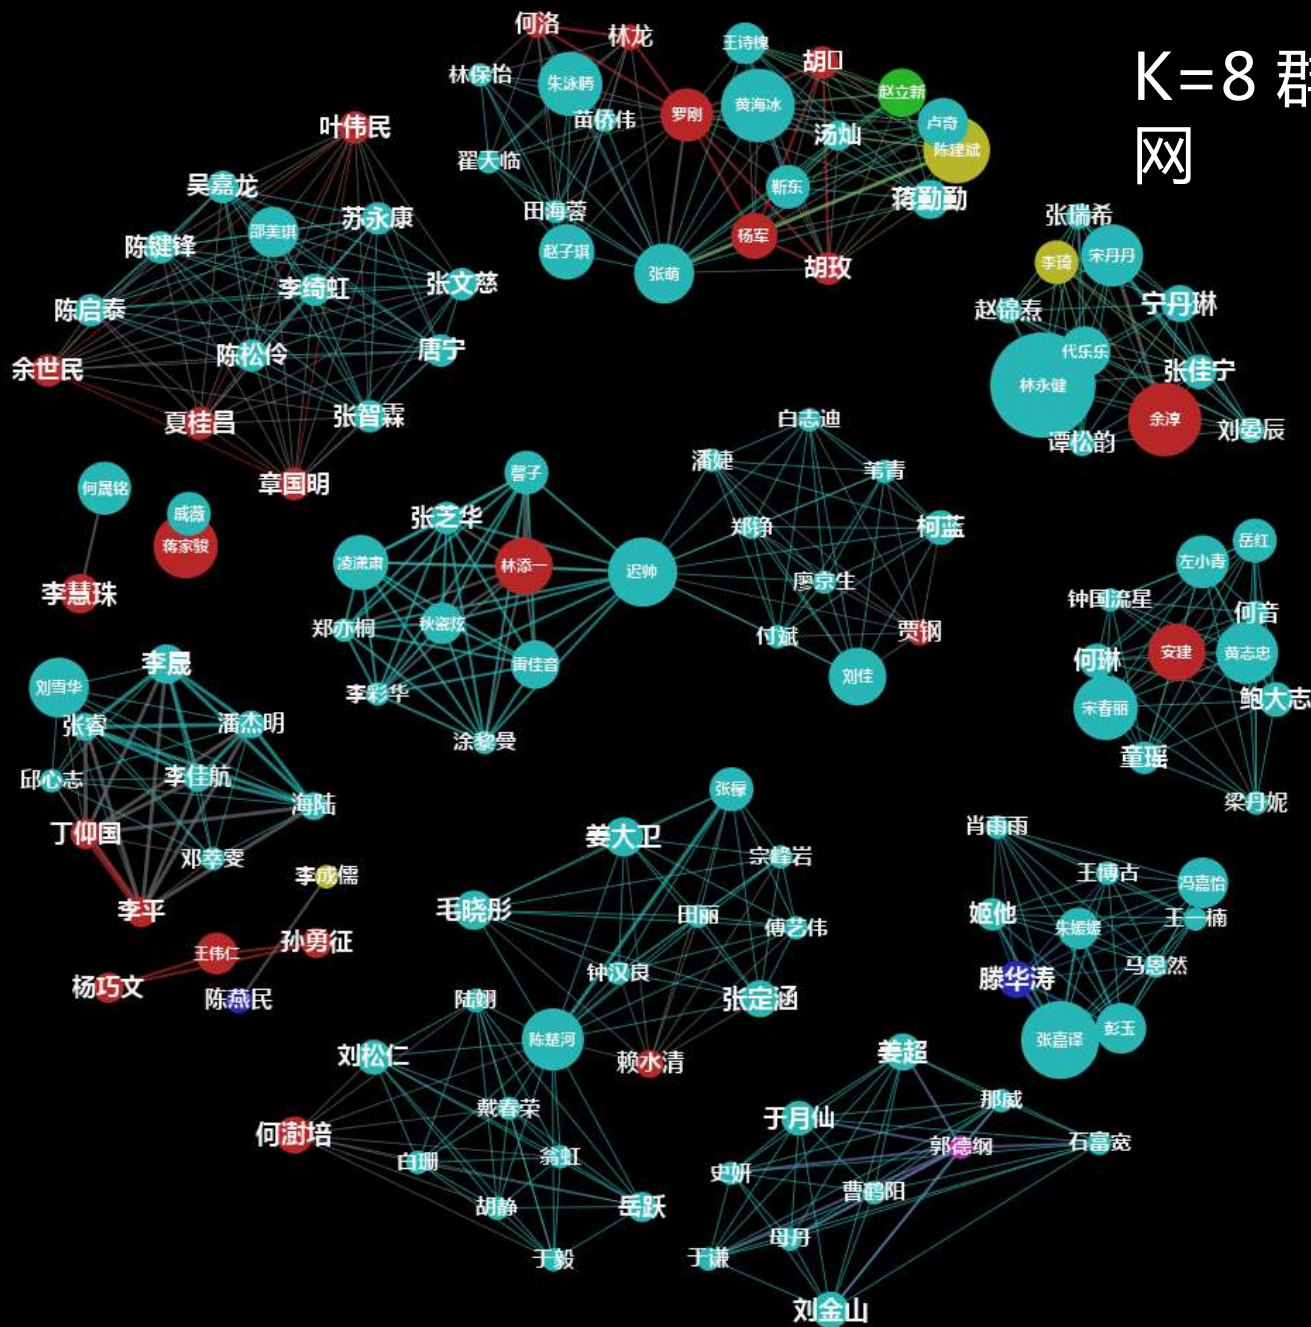 K=8 群
网
何洛
林龙
王诗槐
胡
林保怡
朱泳腾
黄海冰
赵立新
苗侨伟
罗刚
汤灿
卢奇
陈建斌
翟天临
靳东
蒋勤勤
田海蓉
杨军
赵子琪
张萌
胡玫
叶伟民
吴嘉龙
苏永康
邵美琪
陈键锋
李绮虹
张文慈
陈启泰
陈松伶
唐宁
余世民
夏桂昌
张智霖
章国明
张瑞希
李琦
宋丹丹
赵锦焘
宁丹琳
代乐乐
林永健
张佳宁
余淳
谭松韵
刘晏辰
何晟铭
戚薇
蒋家骏
李慧珠
馨子
张芝华
凌潇肃
林添一
迟帅
郑亦桐
秋瓷炫
雷佳音
李彩华
涂黎曼
白志迪
潘婕
苇青
郑铮
柯蓝
廖京生
付斌
贾钢
刘佳
岳红
左小青
钟国流星
何音
何琳
安建
黄志忠
宋春丽
鲍大志
童瑶
梁丹妮
李晟
刘雪华
张睿
潘杰明
邱心志
李佳航
海陆
丁仰国
邓萃雯
李平
李成儒
王伟仁
孙勇征
杨巧文
陈燕民
张檬
姜大卫
宗峰岩
毛晓彤
田丽
傅艺伟
钟汉良
张定涵
陈楚河
赖水清
陆翊
刘松仁
戴春荣
何澍培
白珊
翁虹
胡静
岳跃
于毅
肖雨雨
王博古
冯嘉怡
姬他
朱媛媛
王一楠
滕华涛
马恩然
张嘉译
彭玉
姜超
那威
于月仙
郭德纲
石富宽
史妍
曹鹤阳
母丹
于谦
刘金山